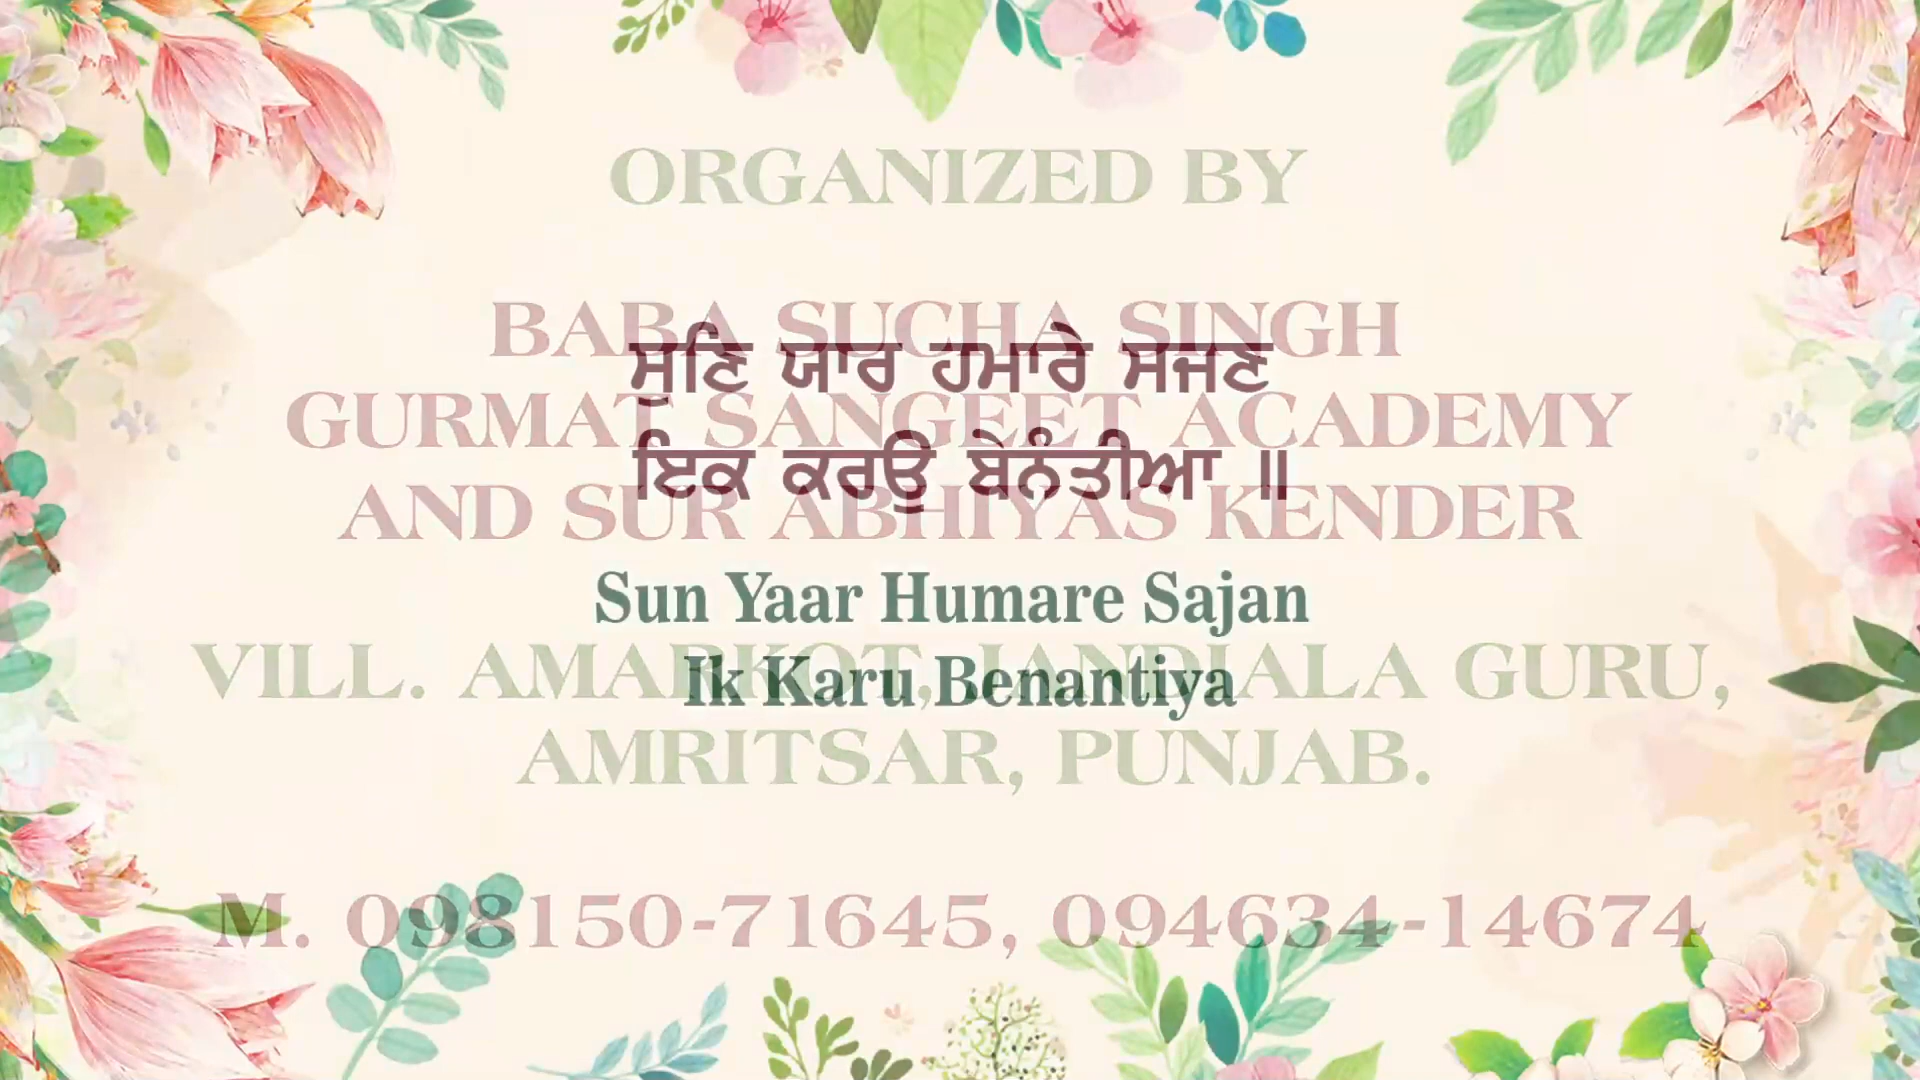 ORGANIZED BY
BABA SUCHA SINGH
ਸੁਣਿ ਯਾਰ ਹਮਾਰੇ ਸਜਣ
GURMAT SANGEET ACADEMY
ਇਕ ਕਰਉ ਬੇਨੰਤੀਆ ॥
AND SUR ABHIYAS KENDER
Sun Yaar Humare Sajan
VILL. AMARKOT, JANDIALA GURU,
Ik Karu Benantiya
AMRITSAR, PUNJAB.
M. 098150-71645, 094634-14674